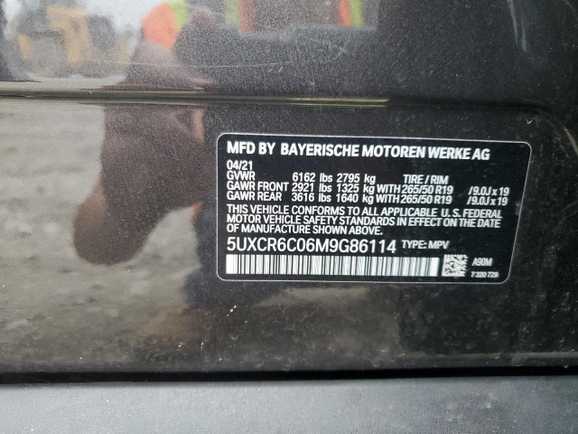 MFD BY BAYERISCHE MOTOREN WERKE AG
04/21
GVWR 6162 lbs 2795 kg TIRE / RIM
GAWR FRONT 2921 lbs 1325 kg WITH 265/50 R19 /9.0J x 19
GAWR REAR 3616 lbs 1640 kg WITH 265/50 R19 /9.0J x 19
THIS VEHICLE CONFORMS TO ALL APPLICABLE U. S. FEDERAL
MOTOR VEHICLE SAFETY STANDARDS IN EFFECT ON THE DATE
OF MANUFACTURE SHOWN ABOVE.
5UXCR6C06M9G86114 TYPE: MPV
A90M
7 320 729